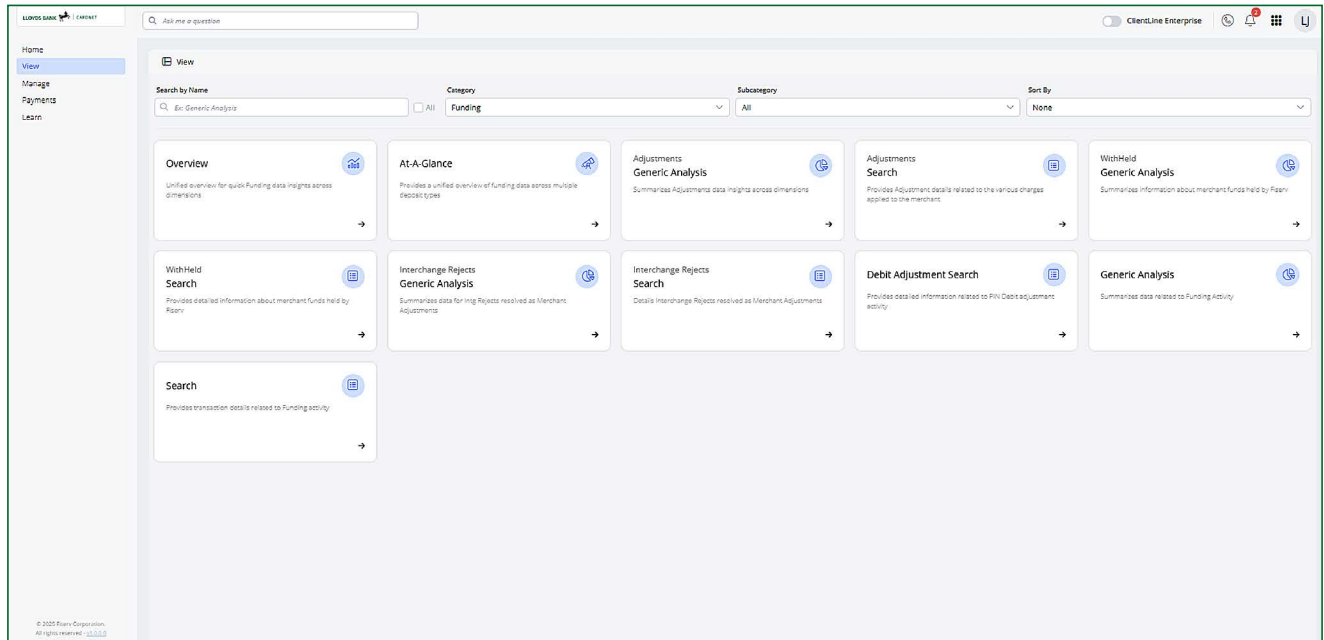 LLOYDS BANK | CARDNET
Ask me a question
ClientLine Enterprise
2
LJ
Home
View
Manage
Payments
Learn
View
Search by Name
Category
Subcategory
Sort By
Ex: Generic Analysis
All
Funding
All
None
Overview
Unified overview for quick Funding data insights across
dimensions
At-A-Glance
Provides a unified overview of funding data across multiple
deposit types
Adjustments
Generic Analysis
Summarizes Adjustments data insights across dimensions
Adjustments
Search
Provides Adjustment details related to the various charges
applied to the merchant
WithHeld
Generic Analysis
Summarizes information about merchant funds held by Fiserv
WithHeld
Search
Provides detailed information about merchant funds held by
Fiserv
Interchange Rejects
Generic Analysis
Summarizes data for Intg Rejects resolved as Merchant
Adjustments
Interchange Rejects
Search
Details Interchange Rejects resolved as Merchant Adjustments
Debit Adjustment Search
Provides detailed information related to PIN Debit adjustment
activity
Generic Analysis
Summarizes data related to Funding Activity
Search
Provides transaction details related to Funding activity
© 2025 Fiserv Corporation.
All rights reserved - v1.0.0.0